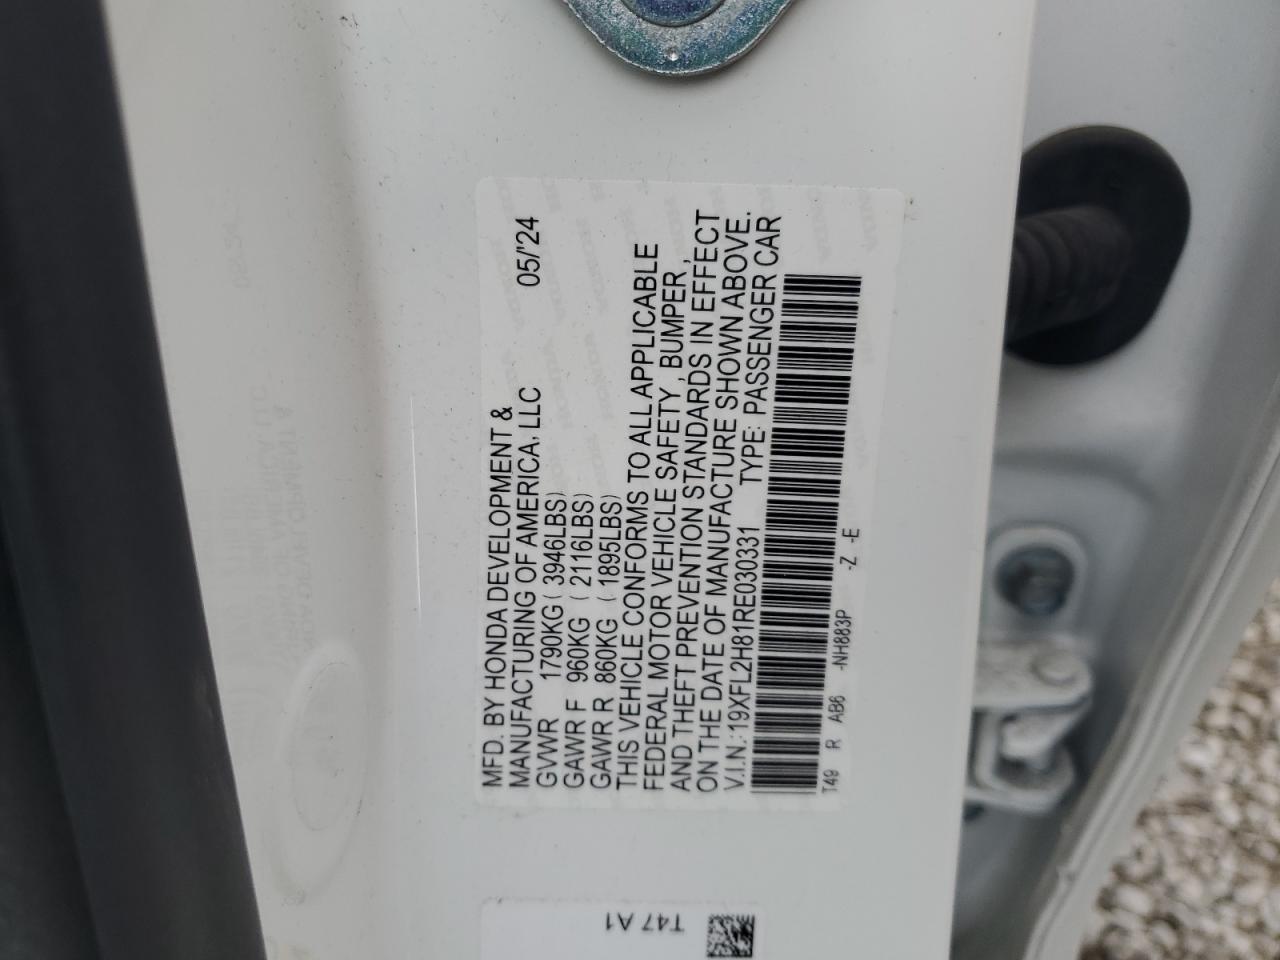 MFD. BY HONDA DEVELOPMENT &
MANUFACTURING OF AMERICA, LLC 05/'24
GVWR 1790KG ( 3946LBS)
GAWR F 960KG ( 2116LBS)
GAWR R 860KG ( 1895LBS)
THIS VEHICLE CONFORMS TO ALL APPLICABLE
FEDERAL MOTOR VEHICLE SAFETY, BUMPER,
AND THEFT PREVENTION STANDARDS IN EFFECT
ON THE DATE OF MANUFACTURE SHOWN ABOVE.
V.I.N.:19XFL2H81RE030331 TYPE: PASSENGER CAR
T49 R AB6 -NH883P -Z -E
T47A1